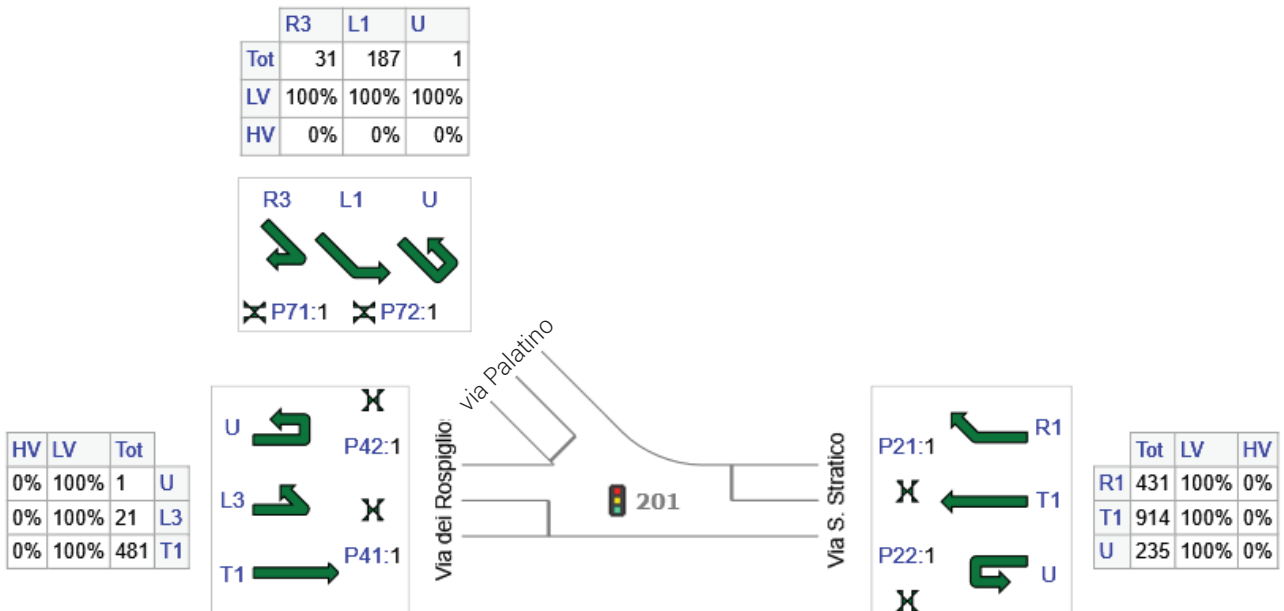 R3 L1 U
Tot 31 187 1
LV 100% 100% 100%
HV 0% 0% 0%
R3 L1 U
P71:1 P72:1
via Palatino
HV LV Tot
0% 100% 1 U
0% 100% 21 L3
0% 100% 481 T1
U
P42:1
L3
P41:1
T1
Via dei Rospiglio
201
Via S. Stratico
R1
P21:1
T1
P22:1
U
Tot LV HV
R1 431 100% 0%
T1 914 100% 0%
U 235 100% 0%